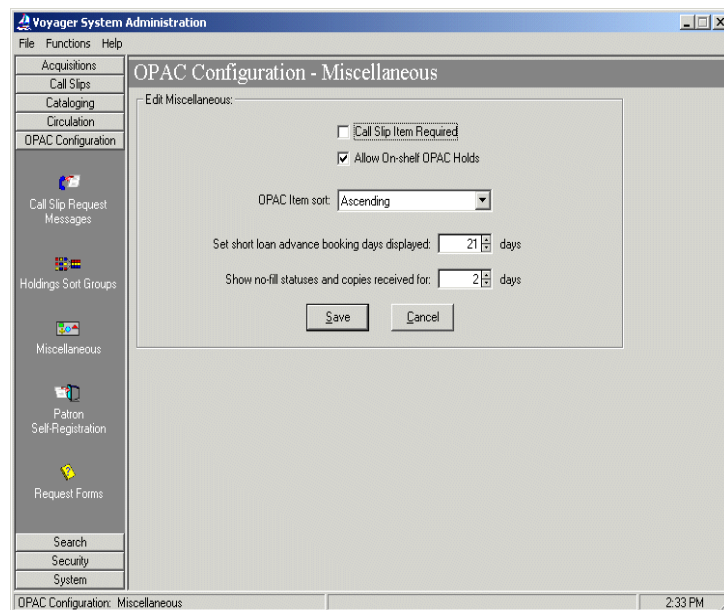 Voyager System Administration
File Functions Help
Acquisitions
Call Slips
Cataloging
Circulation
OPAC Configuration
Call Slip Request
Messages
Holdings Sort Groups
Miscellaneous
Patron
Self-Registration
Request Forms
Search
Security
System
OPAC Configuration - Miscellaneous
Edit Miscellaneous:
Call Slip Item Required
Allow On-shelf OPAC Holds
OPAC Item sort: Ascending
Set short loan advance booking days displayed: 21 days
Show no-fill statuses and copies received for: 2 days
Save Cancel
OPAC Configuration: Miscellaneous 2:33 PM